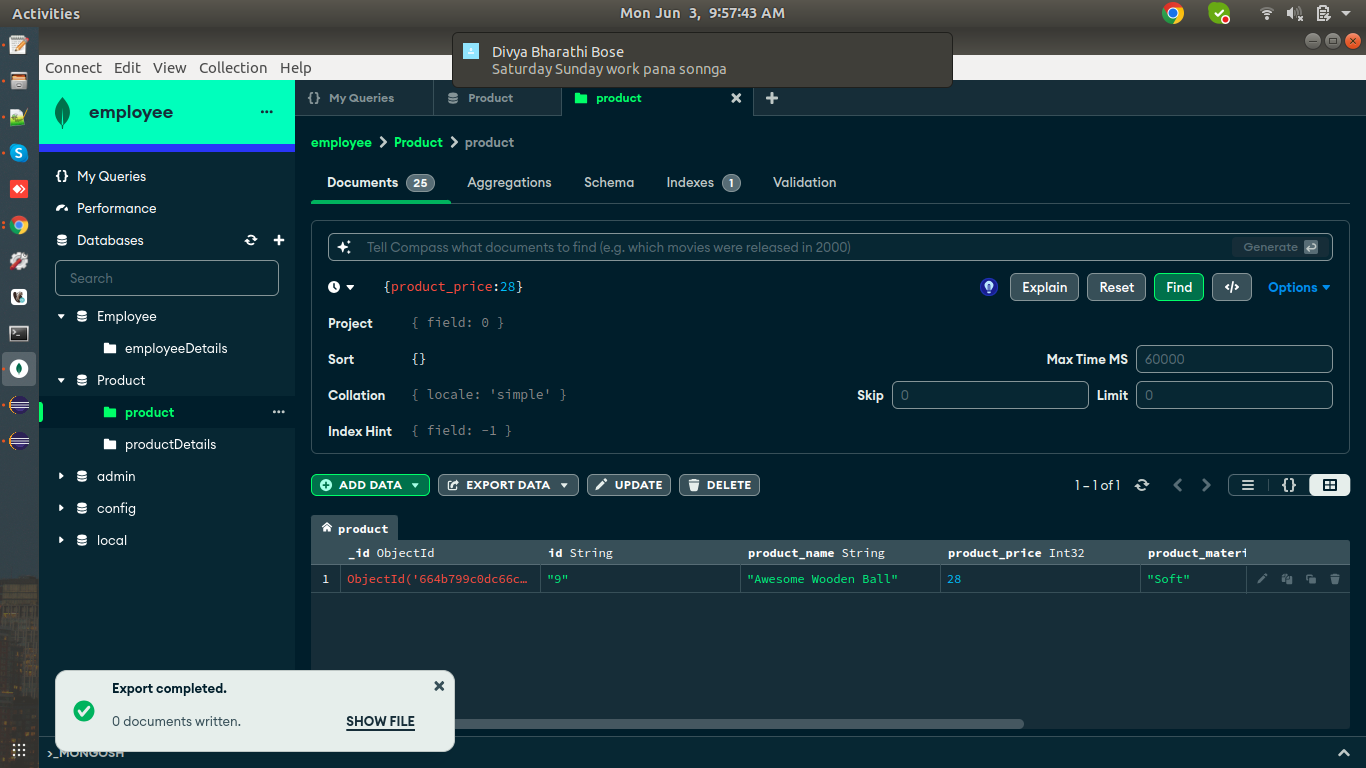 Activities
Mon Jun 3, 9:57:43 AM
Divya Bharathi Bose
Saturday Sunday work pana sonnga
Connect Edit View Collection Help
employee
{} My Queries
Product
product
employee > Product > product
My Queries
Performance
Databases
Search
Employee
employeeDetails
Product
product
productDetails
admin
config
local
Documents 25
Aggregations
Schema
Indexes 1
Validation
Tell Compass what documents to find (e.g. which movies were released in 2000)
Generate
{product_price:28}
Explain
Reset
Find
</>
Options
Project { field: 0 }
Sort {}
Max Time MS 60000
Collation { locale: 'simple' }
Skip 0
Limit 0
Index Hint { field: -1 }
ADD DATA
EXPORT DATA
UPDATE
DELETE
1 – 1 of 1
{}
product
_id ObjectId
id String
product_name String
product_price Int32
product_materi
1 ObjectId('664b799c0dc66c… "9" "Awesome Wooden Ball" 28 "Soft"
Export completed.
0 documents written.
SHOW FILE
>_MONGOSH